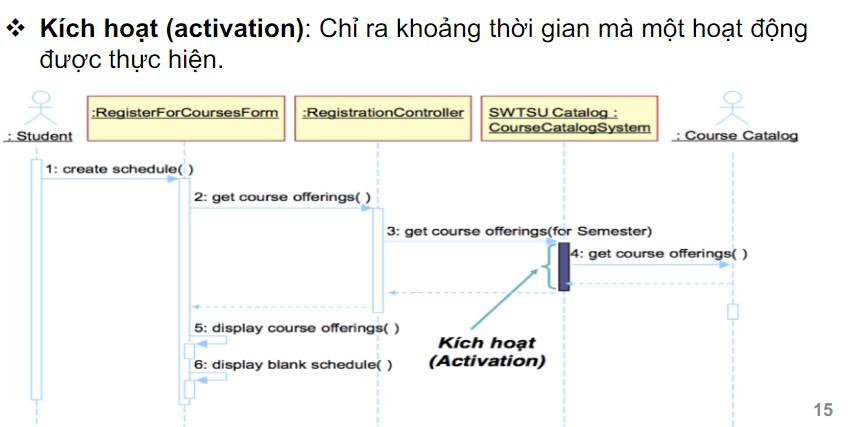 ❖ Kích hoạt (activation): Chỉ ra khoảng thời gian mà một hoạt động
được thực hiện.
: Student
:RegisterForCoursesForm
:RegistrationController
SWTSU Catalog :
CourseCatalogSystem
: Course Catalog
1: create schedule( )
2: get course offerings( )
3: get course offerings(for Semester)
4: get course offerings( )
5: display course offerings( )
Kích hoạt
(Activation)
6: display blank schedule( )
15